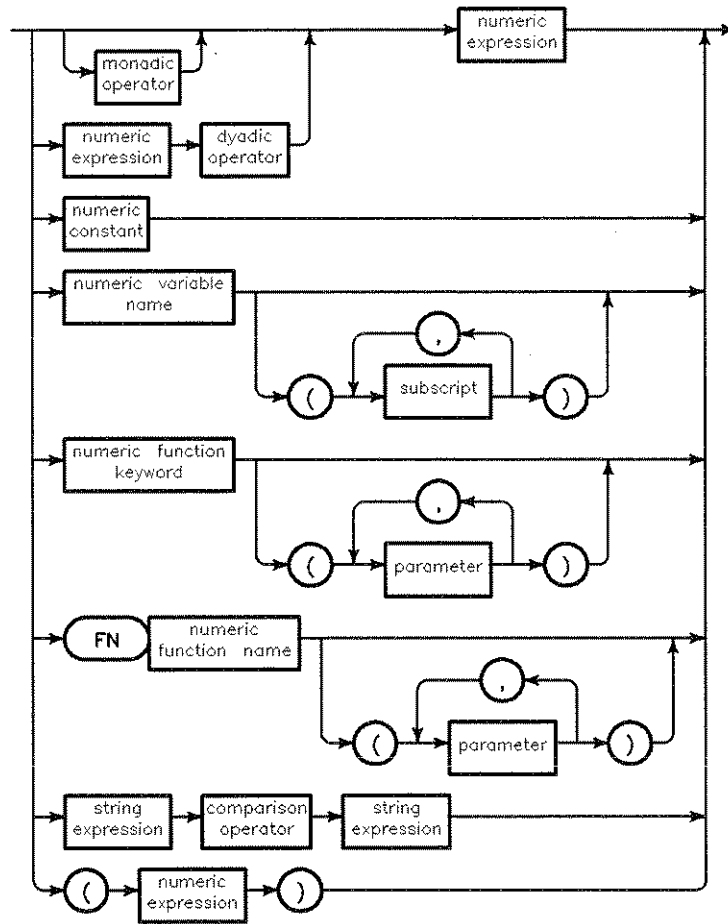 numeric
expression
monadic
operator
numeric
expression
dyadic
operator
numeric
constant
numeric variable
name
,
(
subscript
)
numeric function
keyword
,
(
parameter
)
FN
numeric
function name
,
(
parameter
)
string
expression
comparison
operator
string
expression
(
numeric
expression
)